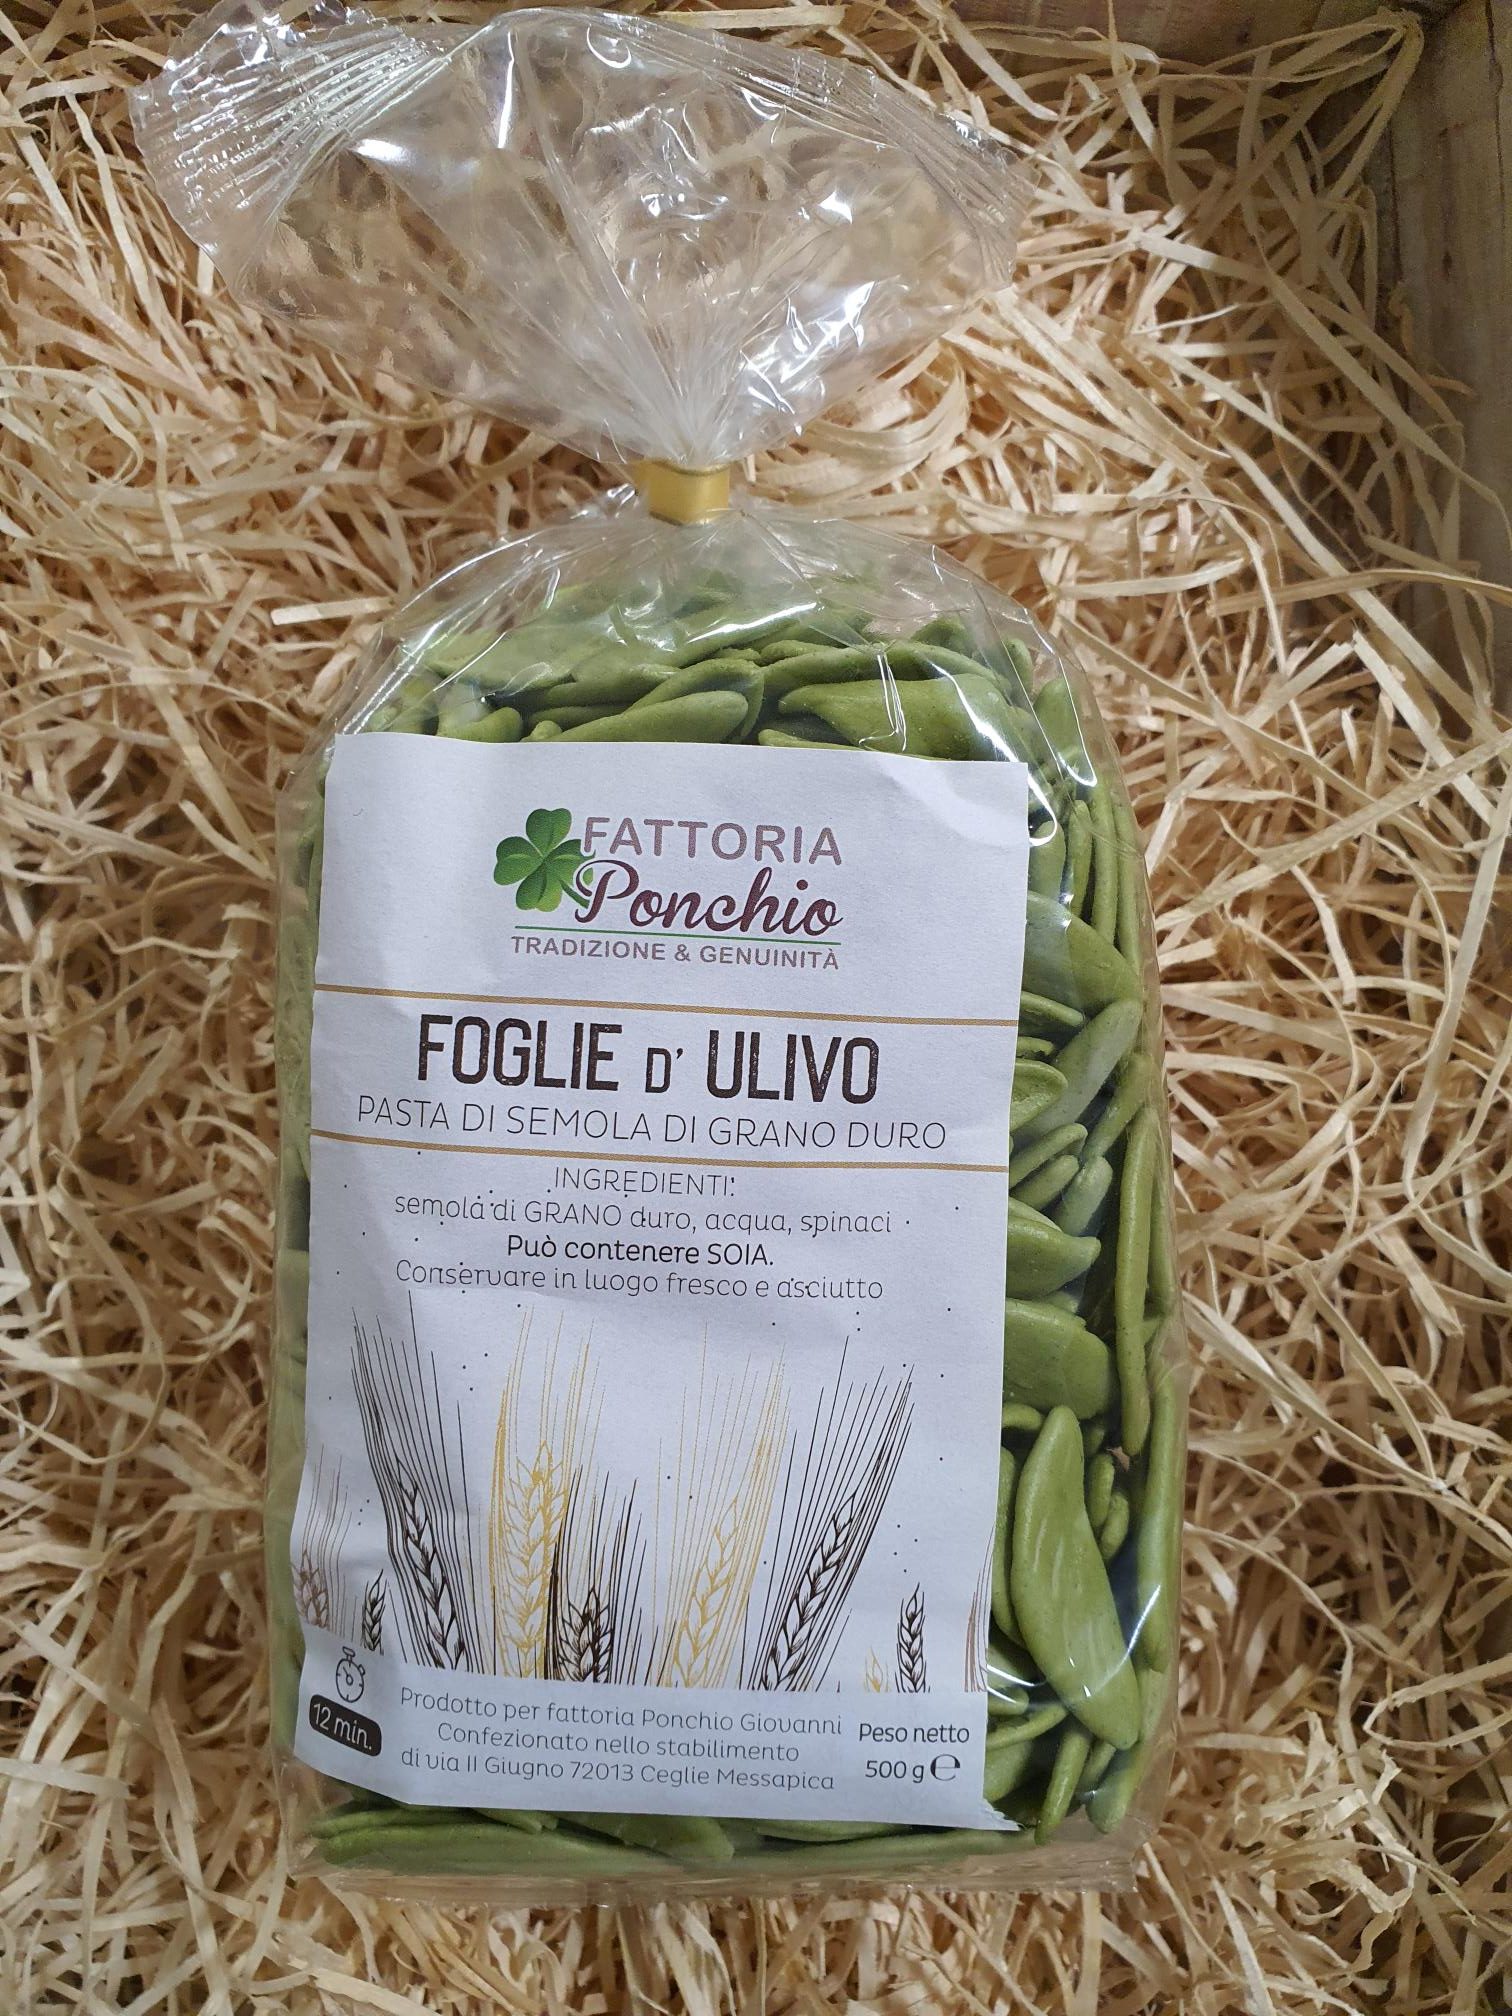 FATTORIA
Ponchio
TRADIZIONE & GENUINITÀ
FOGLIE D' ULIVO
PASTA DI SEMOLA DI GRANO DURO
INGREDIENTI:
semola di GRANO duro, acqua, spinaci
Può contenere SOIA.
Conservare in luogo fresco e asciutto
12 min.
Prodotto per fattoria Ponchio Giovanni
Confezionato nello stabilimento
di via II Giugno 72013 Ceglie Messapica
Peso netto
500 g ℮